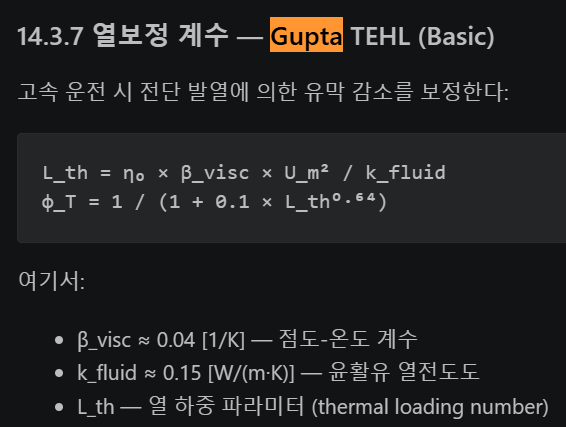 14.3.7 열보정 계수 — Gupta TEHL (Basic)
고속 운전 시 전단 발열에 의한 유막 감소를 보정한다:
L_th = η₀ × β_visc × U_m² / k_fluid
ϕ_T = 1 / (1 + 0.1 × L_th⁰·⁶⁴)
여기서:
• β_visc ≈ 0.04 [1/K] — 점도-온도 계수
• k_fluid ≈ 0.15 [W/(m·K)] — 윤활유 열전도도
• L_th — 열 하중 파라미터 (thermal loading number)